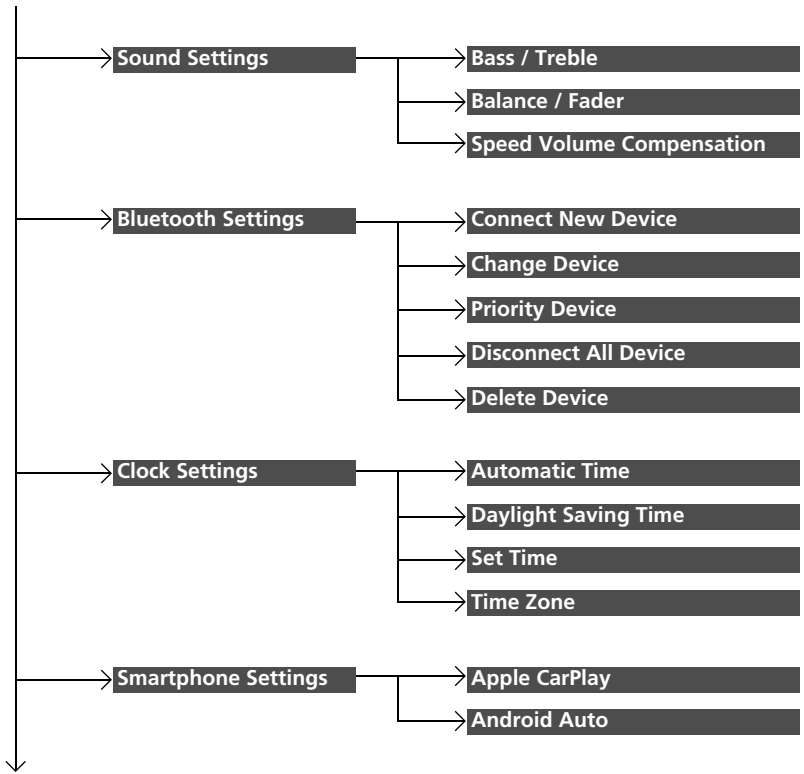 Sound Settings
Bass / Treble
Balance / Fader
Speed Volume Compensation
Bluetooth Settings
Connect New Device
Change Device
Priority Device
Disconnect All Device
Delete Device
Clock Settings
Automatic Time
Daylight Saving Time
Set Time
Time Zone
Smartphone Settings
Apple CarPlay
Android Auto